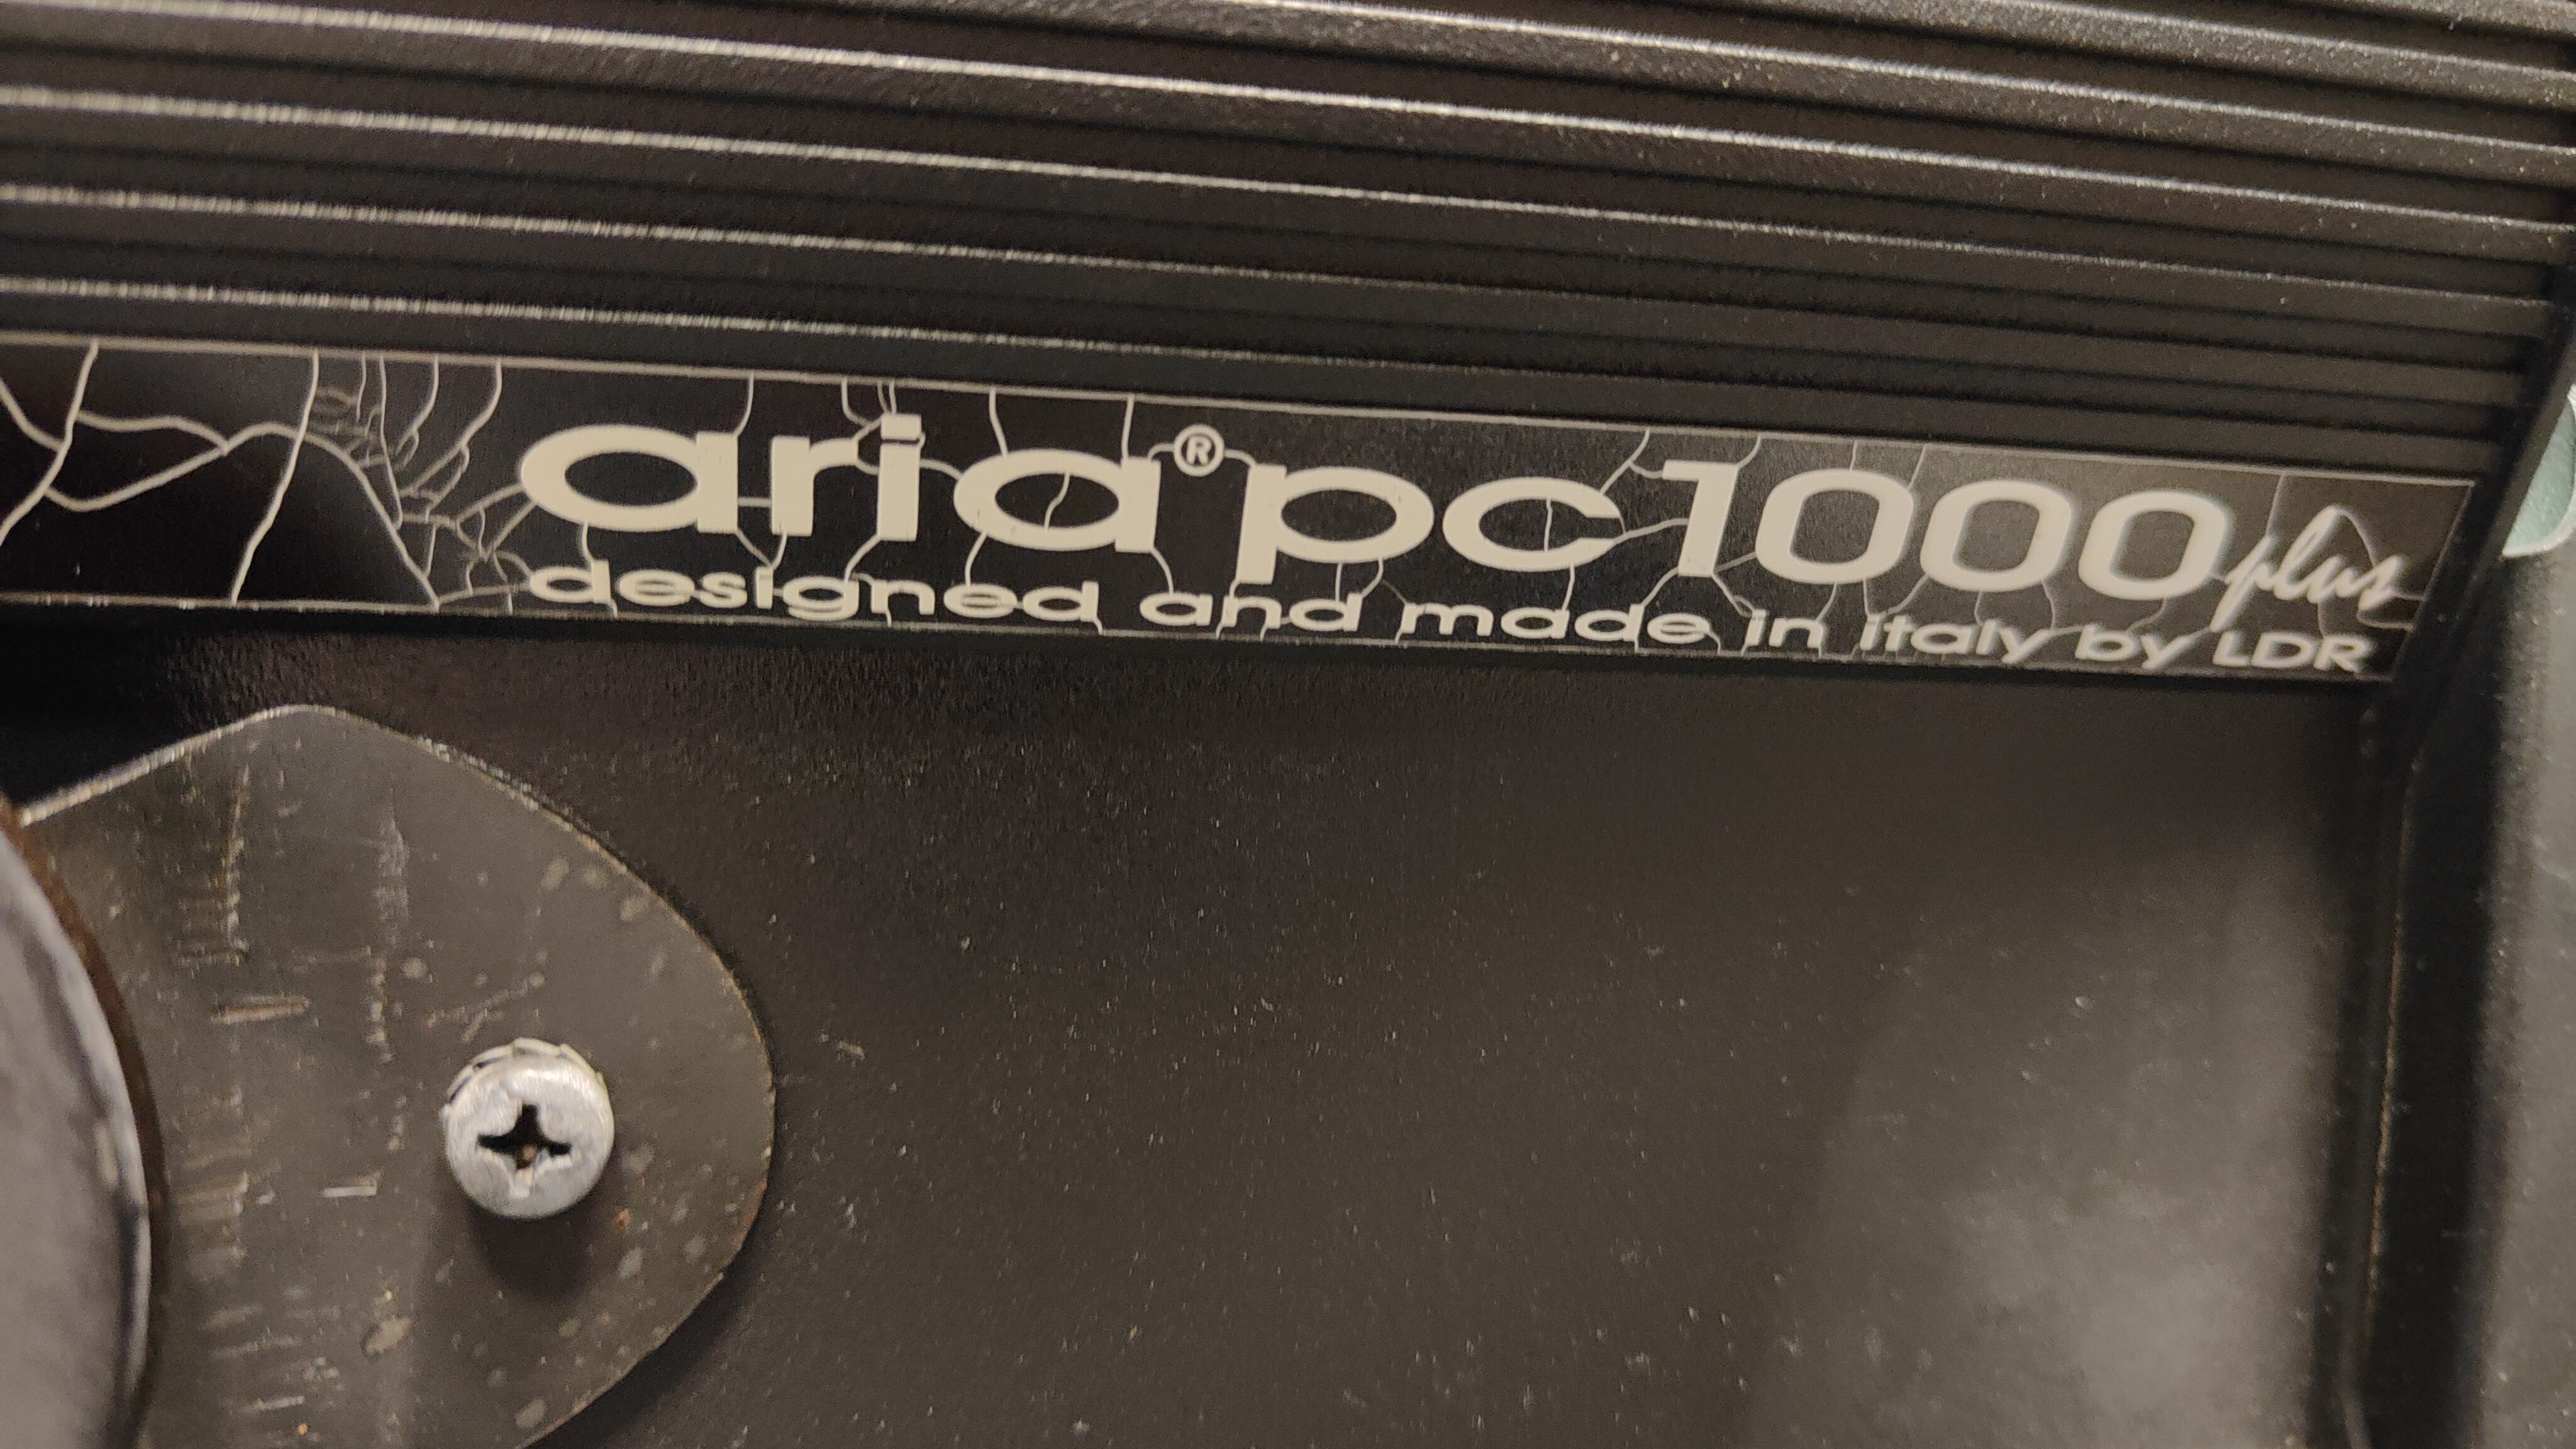 aria® pc1000 plus
designed and made in italy by LDR